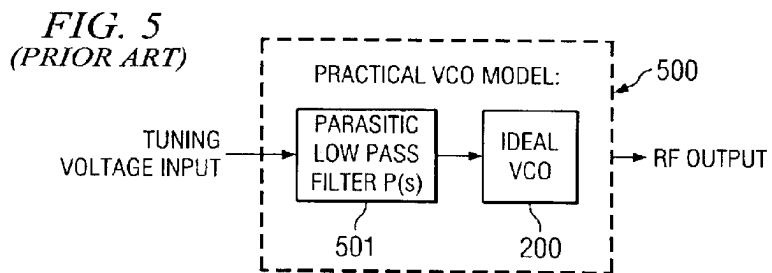 FIG. 5
(PRIOR ART)
PRACTICAL VCO MODEL:
500
TUNING
VOLTAGE INPUT
PARASITIC
LOW PASS
FILTER P(s)
IDEAL
VCO
RF OUTPUT
501
200